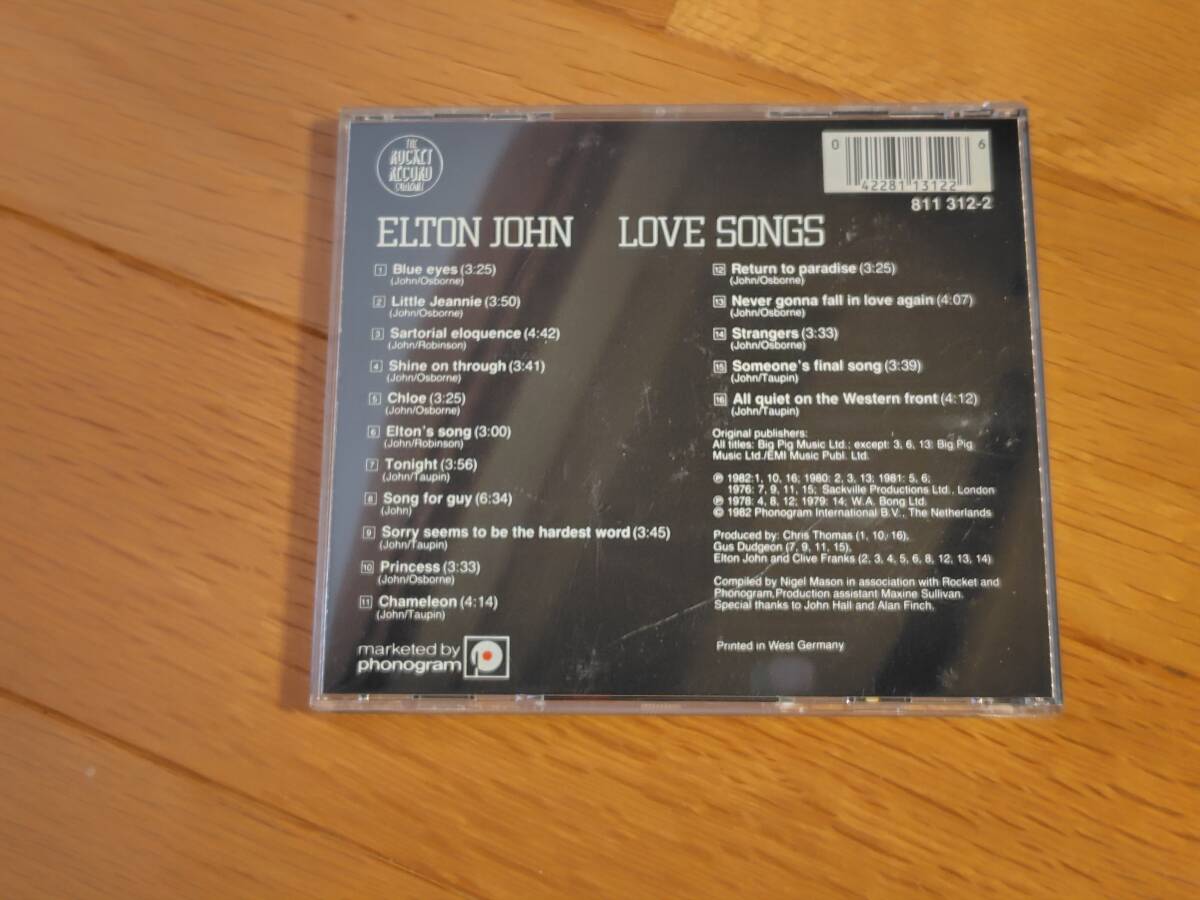 THE
ROCKET
RECORD
COMPANY
0 6
42281 13122
811 312-2
ELTON JOHN LOVE SONGS
1 Blue eyes (3:25)
(John/Osborne)
2 Little Jeannie (3:50)
(John/Osborne)
3 Sartorial eloquence (4:42)
(John/Robinson)
4 Shine on through (3:41)
(John/Osborne)
5 Chloe (3:25)
(John/Osborne)
6 Elton's song (3:00)
(John/Robinson)
7 Tonight (3:56)
(John/Taupin)
8 Song for guy (6:34)
(John)
9 Sorry seems to be the hardest word (3:45)
(John/Taupin)
10 Princess (3:33)
(John/Osborne)
11 Chameleon (4:14)
(John/Taupin)
marketed by
phonogram
12 Return to paradise (3:25)
(John/Osborne)
13 Never gonna fall in love again (4:07)
(John/Osborne)
14 Strangers (3:33)
(John/Osborne)
15 Someone's final song (3:39)
(John/Taupin)
16 All quiet on the Western front (4:12)
(John/Taupin)
Original publishers:
All titles: Big Pig Music Ltd.; except: 3, 6, 13: Big Pig
Music Ltd./EMI Music Publ. Ltd.
℗ 1982:1, 10, 16; 1980: 2, 3, 13; 1981: 5, 6;
1976: 7, 9, 11, 15; Sackville Productions Ltd., London
℗ 1978: 4, 8, 12; 1979: 14; W.A. Bong Ltd.
© 1982 Phonogram International B.V., The Netherlands
Produced by: Chris Thomas (1, 10, 16),
Gus Dudgeon (7, 9, 11, 15),
Elton John and Clive Franks (2, 3, 4, 5, 6, 8, 12, 13, 14)
Compiled by Nigel Mason in association with Rocket and
Phonogram, Production assistant Maxine Sullivan.
Special thanks to John Hall and Alan Finch.
Printed in West Germany